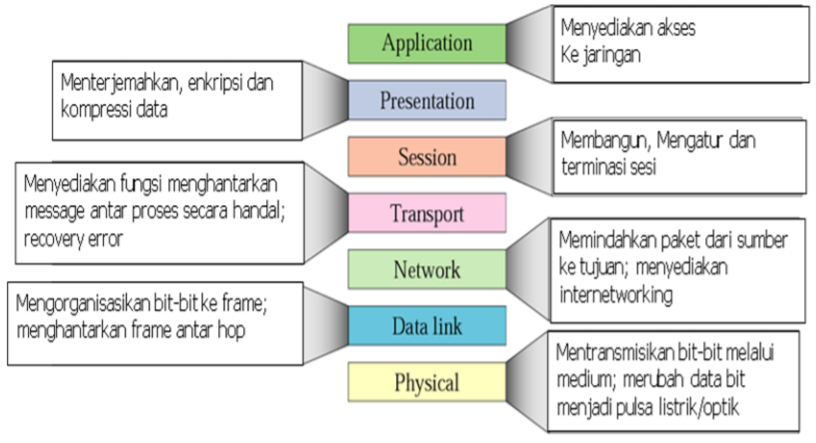 Application
Menyediakan akses
Ke jaringan
Menterjemahkan, enkripsi dan
kompressi data
Presentation
Session
Membangun, Mengatur dan
terminasi sesi
Menyediakan fungsi menghantarkan
message antar proses secara handal;
recovery error
Transport
Network
Memindahkan paket dari sumber
ke tujuan; menyediakan
internetworking
Mengorganisasikan bit-bit ke frame;
menghantarkan frame antar hop
Data link
Physical
Mentransmisikan bit-bit melalui
medium; merubah data bit
menjadi pulsa listrik/optik